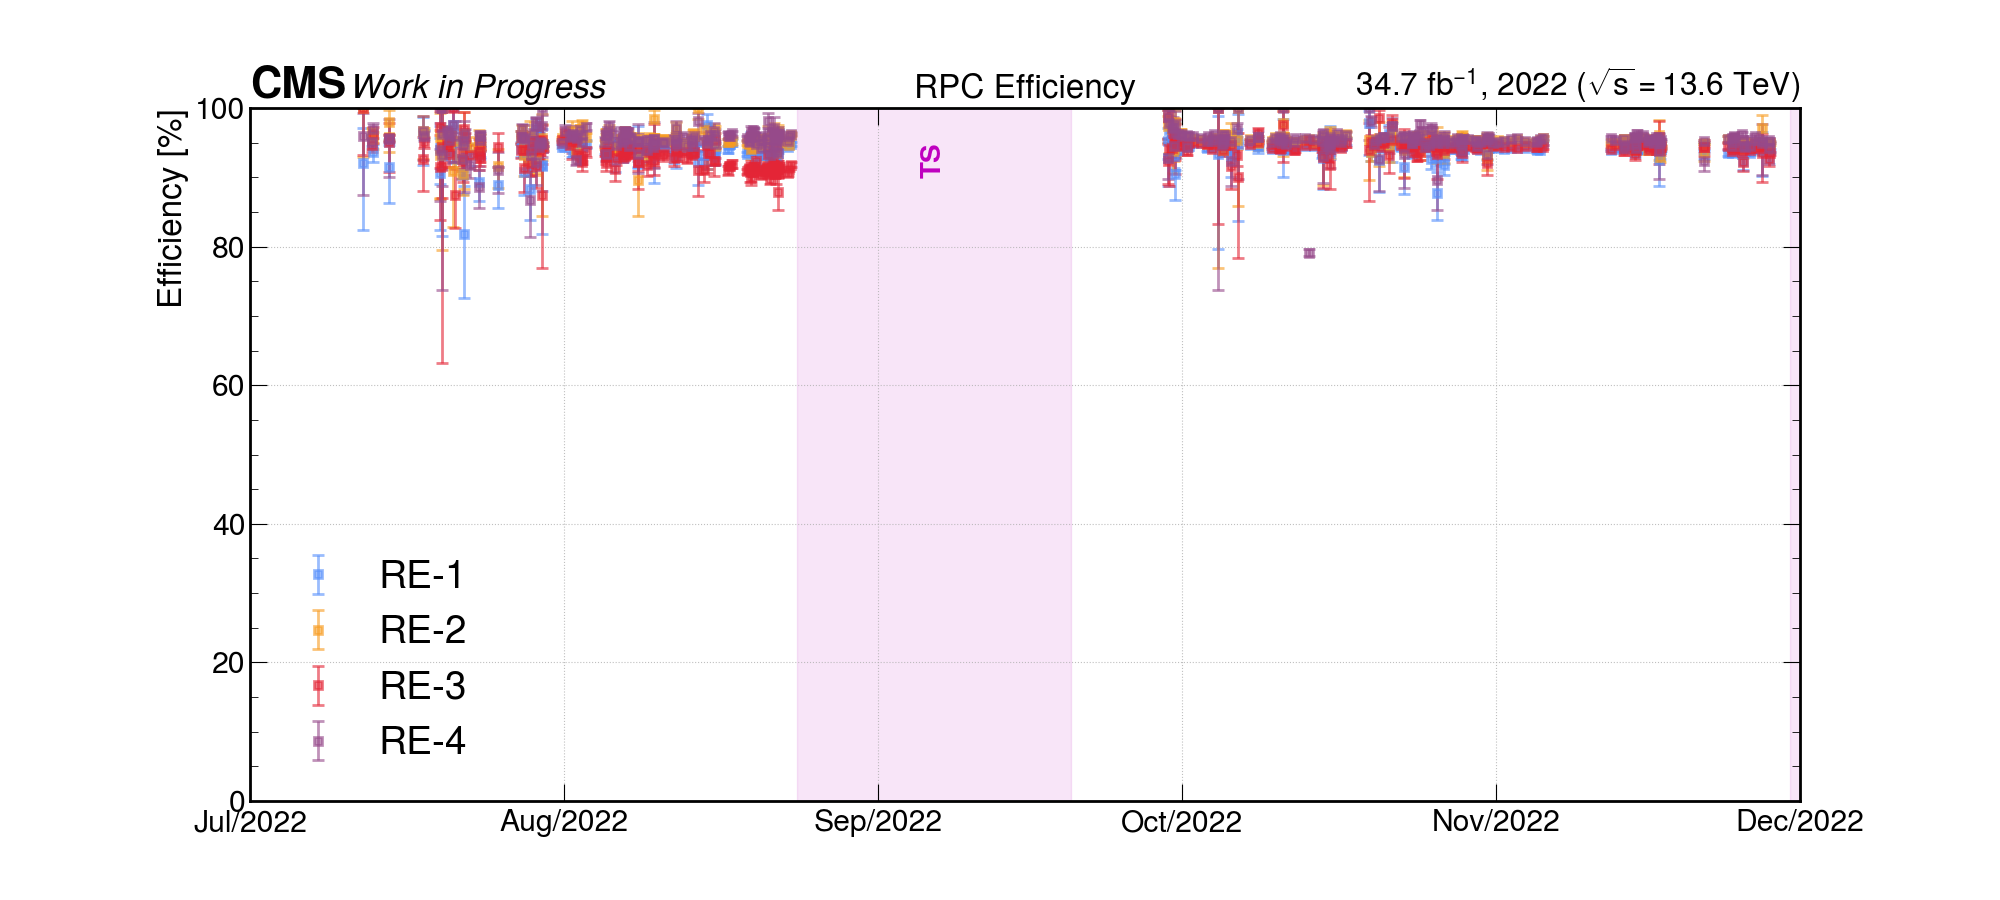 CMS Work in Progress RPC Efficiency 34.7 fb⁻¹, 2022 (√s = 13.6 TeV)
Efficiency [%]
100
80
60
40
20
0
TS
RE-1
RE-2
RE-3
RE-4
Jul/2022 Aug/2022 Sep/2022 Oct/2022 Nov/2022 Dec/2022